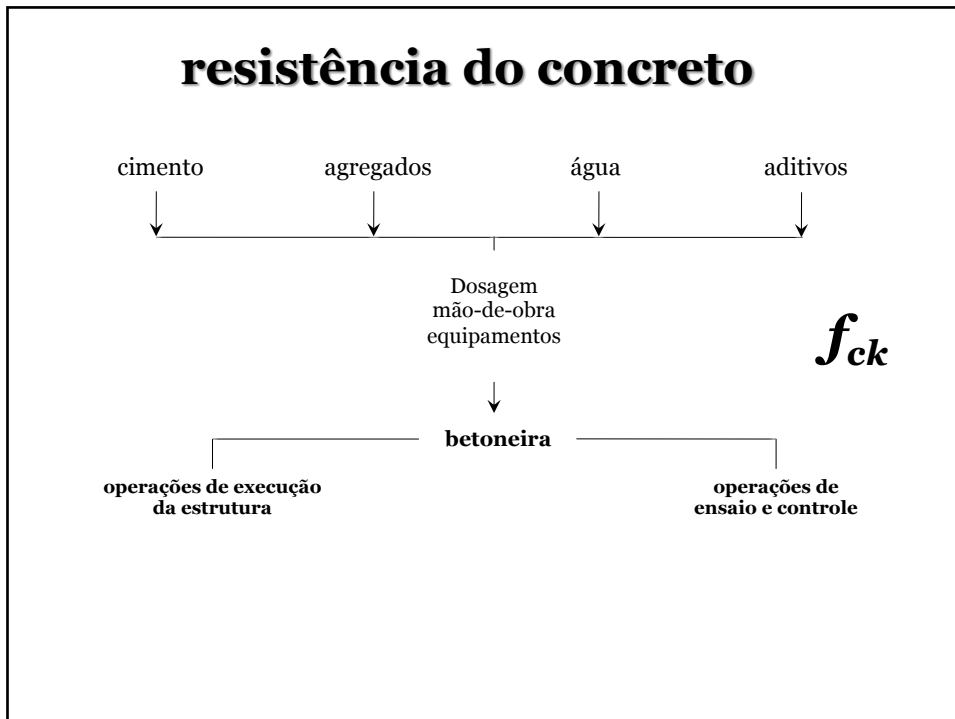 resistência do concreto
cimento agregados água aditivos
Dosagem
mão-de-obra
equipamentos
fck
betoneira
operações de execução
da estrutura
operações de
ensaio e controle